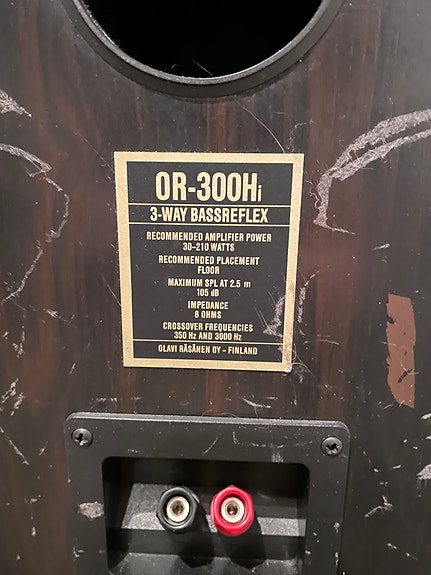 OR-300Hi
3-WAY BASSREFLEX
RECOMMENDED AMPLIFIER POWER
30-210 WATTS
RECOMMENDED PLACEMENT
FLOOR
MAXIMUM SPL AT 2.5 m
105 dB
IMPEDANCE
8 OHMS
CROSSOVER FREQUENCIES
350 Hz AND 3000 Hz
OLAVI RÄSÄNEN OY - FINLAND